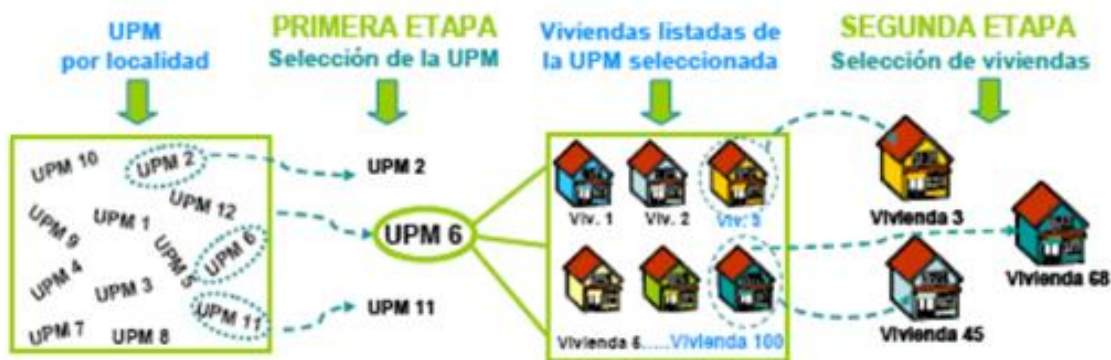 UPM
por localidad
PRIMERA ETAPA
Selección de la UPM
Viviendas listadas de
la UPM seleccionada
SEGUNDA ETAPA
Selección de viviendas
UPM 10
UPM 2
UPM 12
UPM 9
UPM 1
UPM 6
UPM 5
UPM 4
UPM 3
UPM 11
UPM 7
UPM 8
UPM 2
UPM 6
UPM 11
Viv. 1
Viv. 2
Viv. 3
Vivienda 6.....Vivienda 100
Vivienda 3
Vivienda 68
Vivienda 45